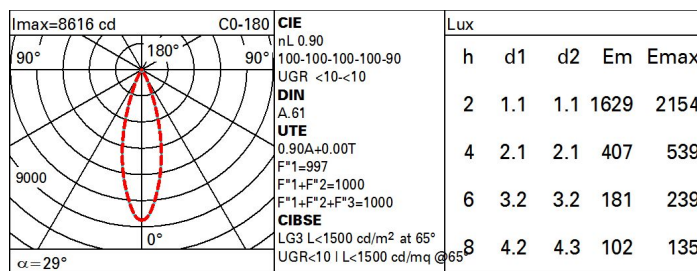 Imax=8616 cd C0-180
90° 180° 90°
9000
0°
α=29°
CIE
nL 0.90
100-100-100-100-90
UGR <10-<10
DIN
A.61
UTE
0.90A+0.00T
F"1=997
F"1+F"2=1000
F"1+F"2+F"3=1000
CIBSE
LG3 L<1500 cd/m² at 65°
UGR<10 | L<1500 cd/mq @65°
Lux
h d1 d2 Em Emax
2 1.1 1.1 1629 2154
4 2.1 2.1 407 539
6 3.2 3.2 181 239
8 4.2 4.3 102 135